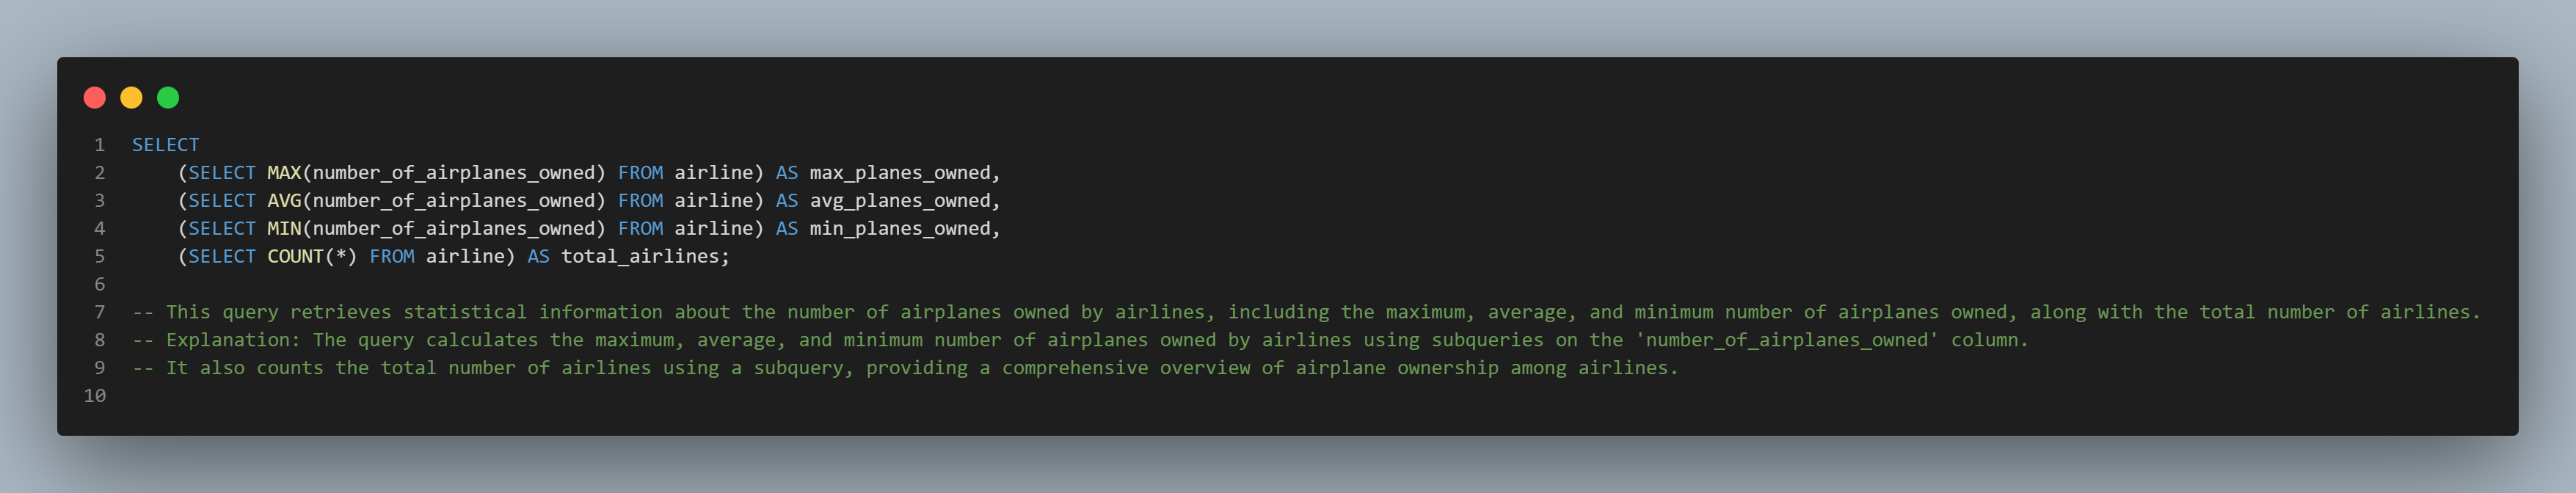 1 SELECT
2     (SELECT MAX(number_of_airplanes_owned) FROM airline) AS max_planes_owned,
3     (SELECT AVG(number_of_airplanes_owned) FROM airline) AS avg_planes_owned,
4     (SELECT MIN(number_of_airplanes_owned) FROM airline) AS min_planes_owned,
5     (SELECT COUNT(*) FROM airline) AS total_airlines;
6
7 -- This query retrieves statistical information about the number of airplanes owned by airlines, including the maximum, average, and minimum number of airplanes owned, along with the total number of airlines.
8 -- Explanation: The query calculates the maximum, average, and minimum number of airplanes owned by airlines using subqueries on the 'number_of_airplanes_owned' column.
9 -- It also counts the total number of airlines using a subquery, providing a comprehensive overview of airplane ownership among airlines.
10